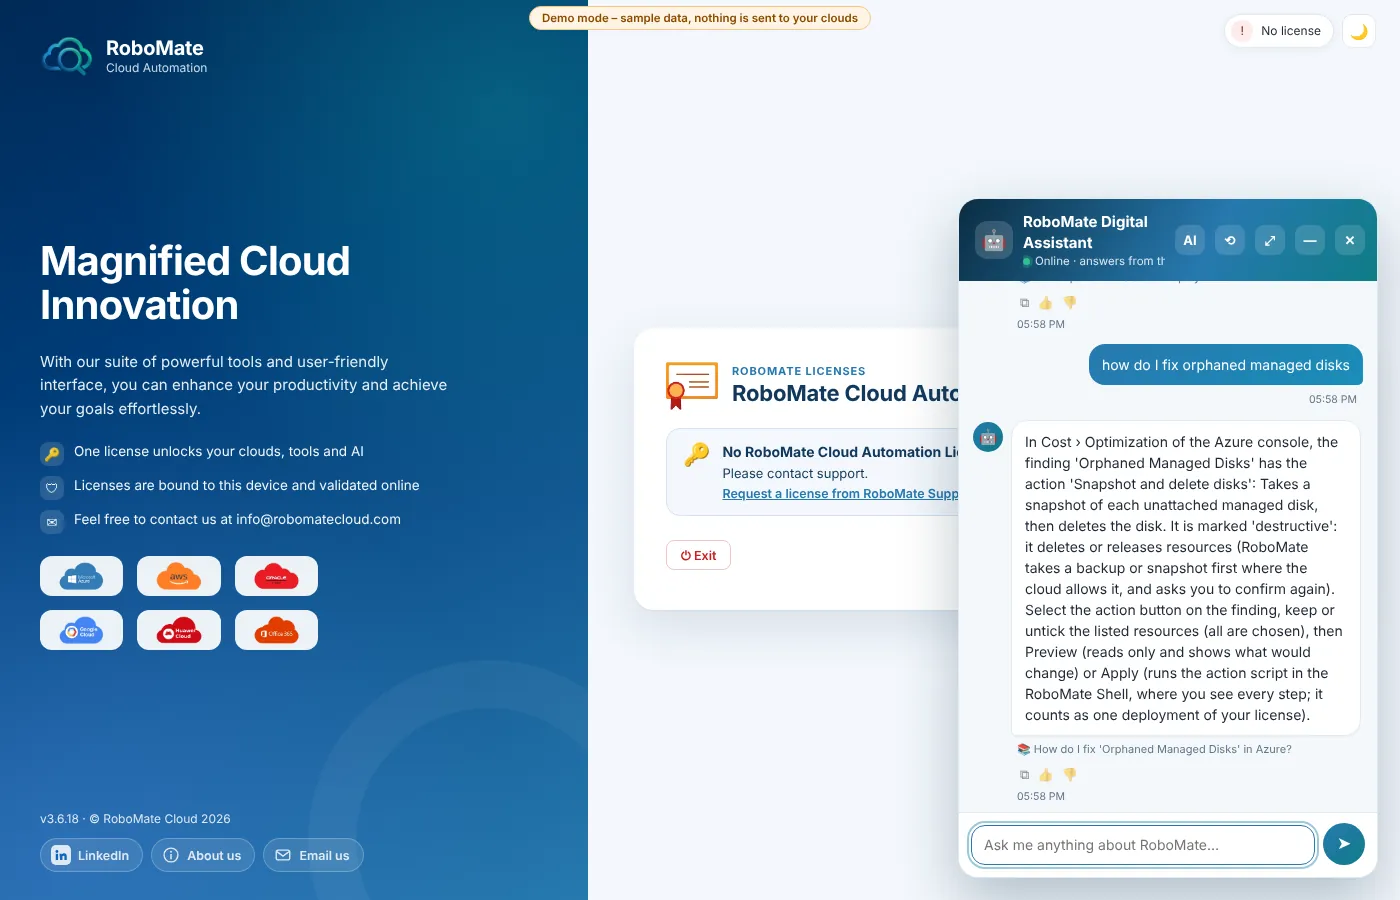 Demo mode – sample data, nothing is sent to your clouds
RoboMate
Cloud Automation
! No license
Magnified Cloud
Innovation
With our suite of powerful tools and user-friendly
interface, you can enhance your productivity and achieve
your goals effortlessly.
One license unlocks your clouds, tools and AI
Licenses are bound to this device and validated online
Feel free to contact us at info@robomatecloud.com
Microsoft Azure
aws
ORACLE
Google Cloud
Huawei Cloud
Office 365
v3.6.18 · © RoboMate Cloud 2026
LinkedIn
About us
Email us
ROBOMATE LICENSES
RoboMate Cloud Auto
No RoboMate Cloud Automation Li
Please contact support.
Request a license from RoboMate Supp
Exit
RoboMate Digital
Assistant
Online · answers from th
AI
05:58 PM
how do I fix orphaned managed disks
05:58 PM
In Cost › Optimization of the Azure console, the
finding 'Orphaned Managed Disks' has the
action 'Snapshot and delete disks': Takes a
snapshot of each unattached managed disk,
then deletes the disk. It is marked 'destructive':
it deletes or releases resources (RoboMate
takes a backup or snapshot first where the
cloud allows it, and asks you to confirm again).
Select the action button on the finding, keep or
untick the listed resources (all are chosen), then
Preview (reads only and shows what would
change) or Apply (runs the action script in the
RoboMate Shell, where you see every step; it
counts as one deployment of your license).
How do I fix 'Orphaned Managed Disks' in Azure?
05:58 PM
Ask me anything about RoboMate...